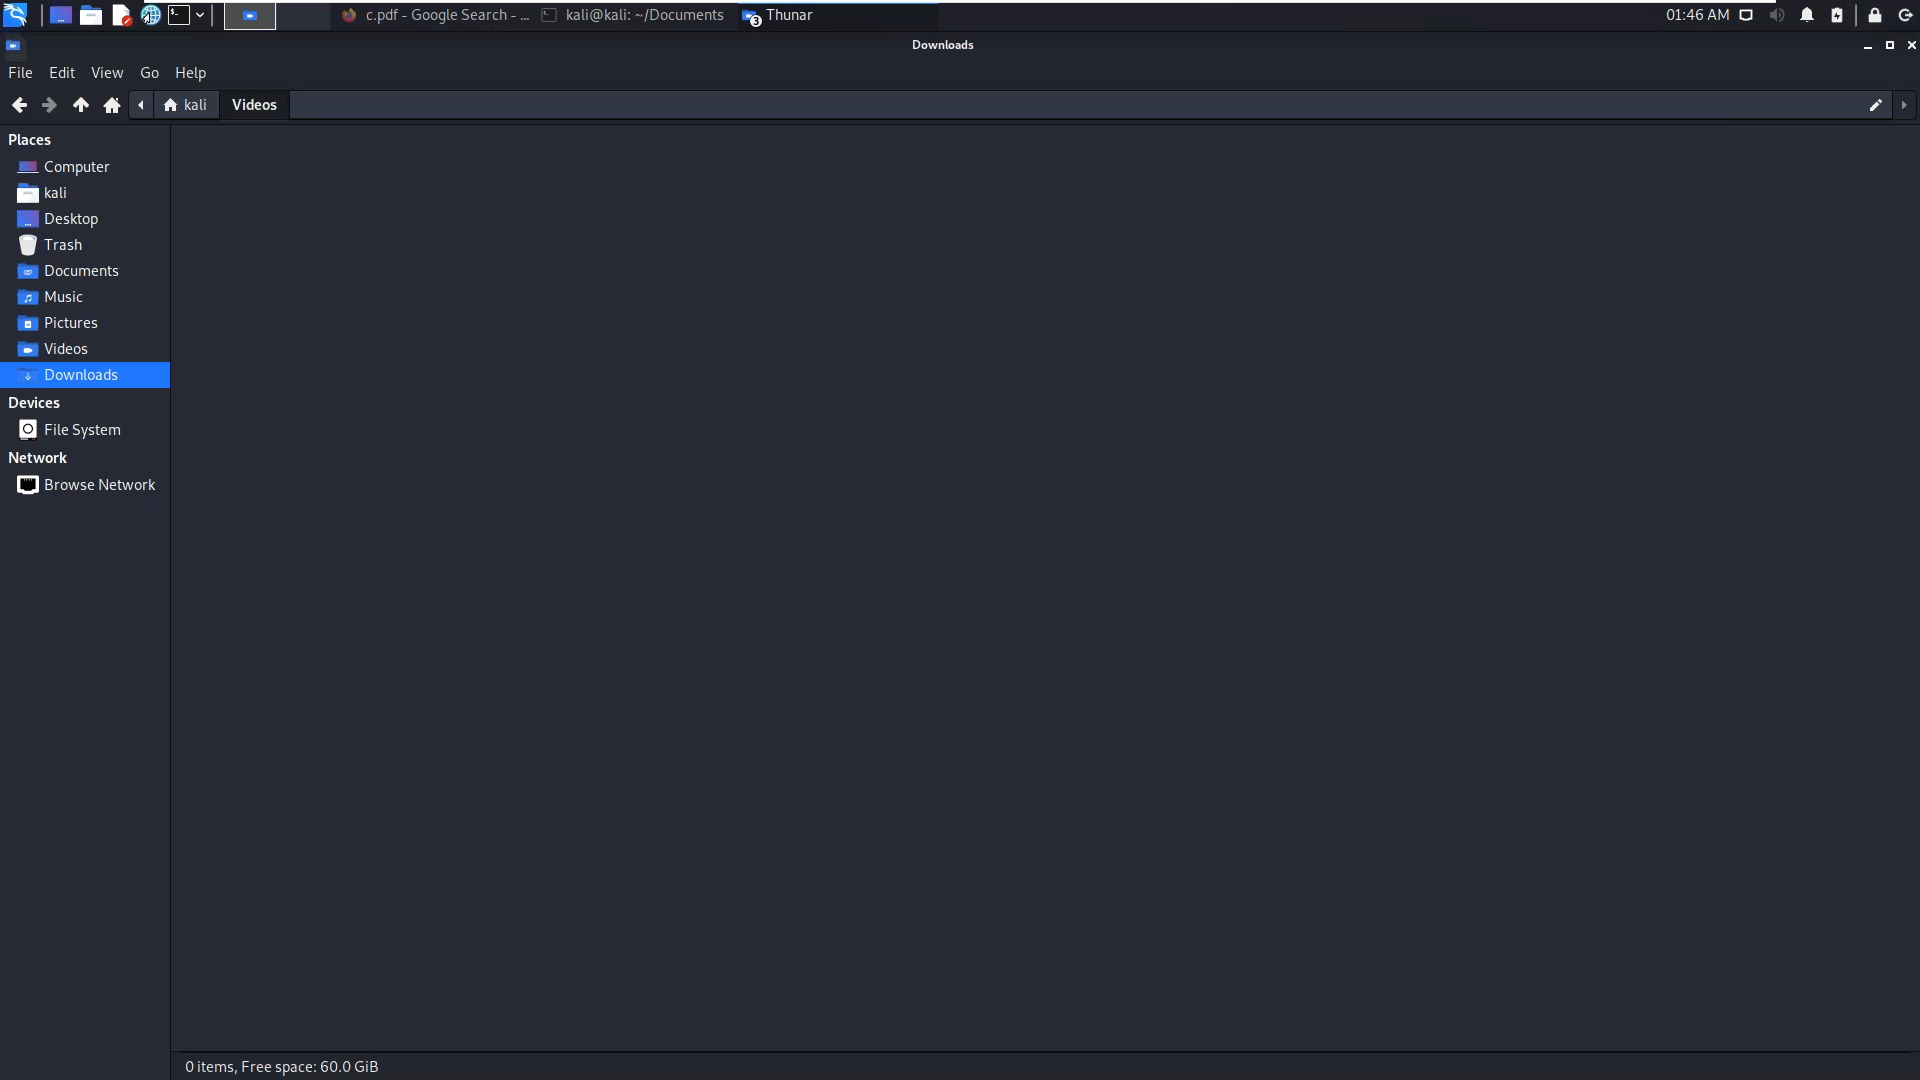 c.pdf - Google Search - ... kali@kali: ~/Documents 3 Thunar 01:46 AM
Downloads
File Edit View Go Help
kali Videos
Places
Computer
kali
Desktop
Trash
Documents
Music
Pictures
Videos
Downloads
Devices
File System
Network
Browse Network
0 items, Free space: 60.0 GiB